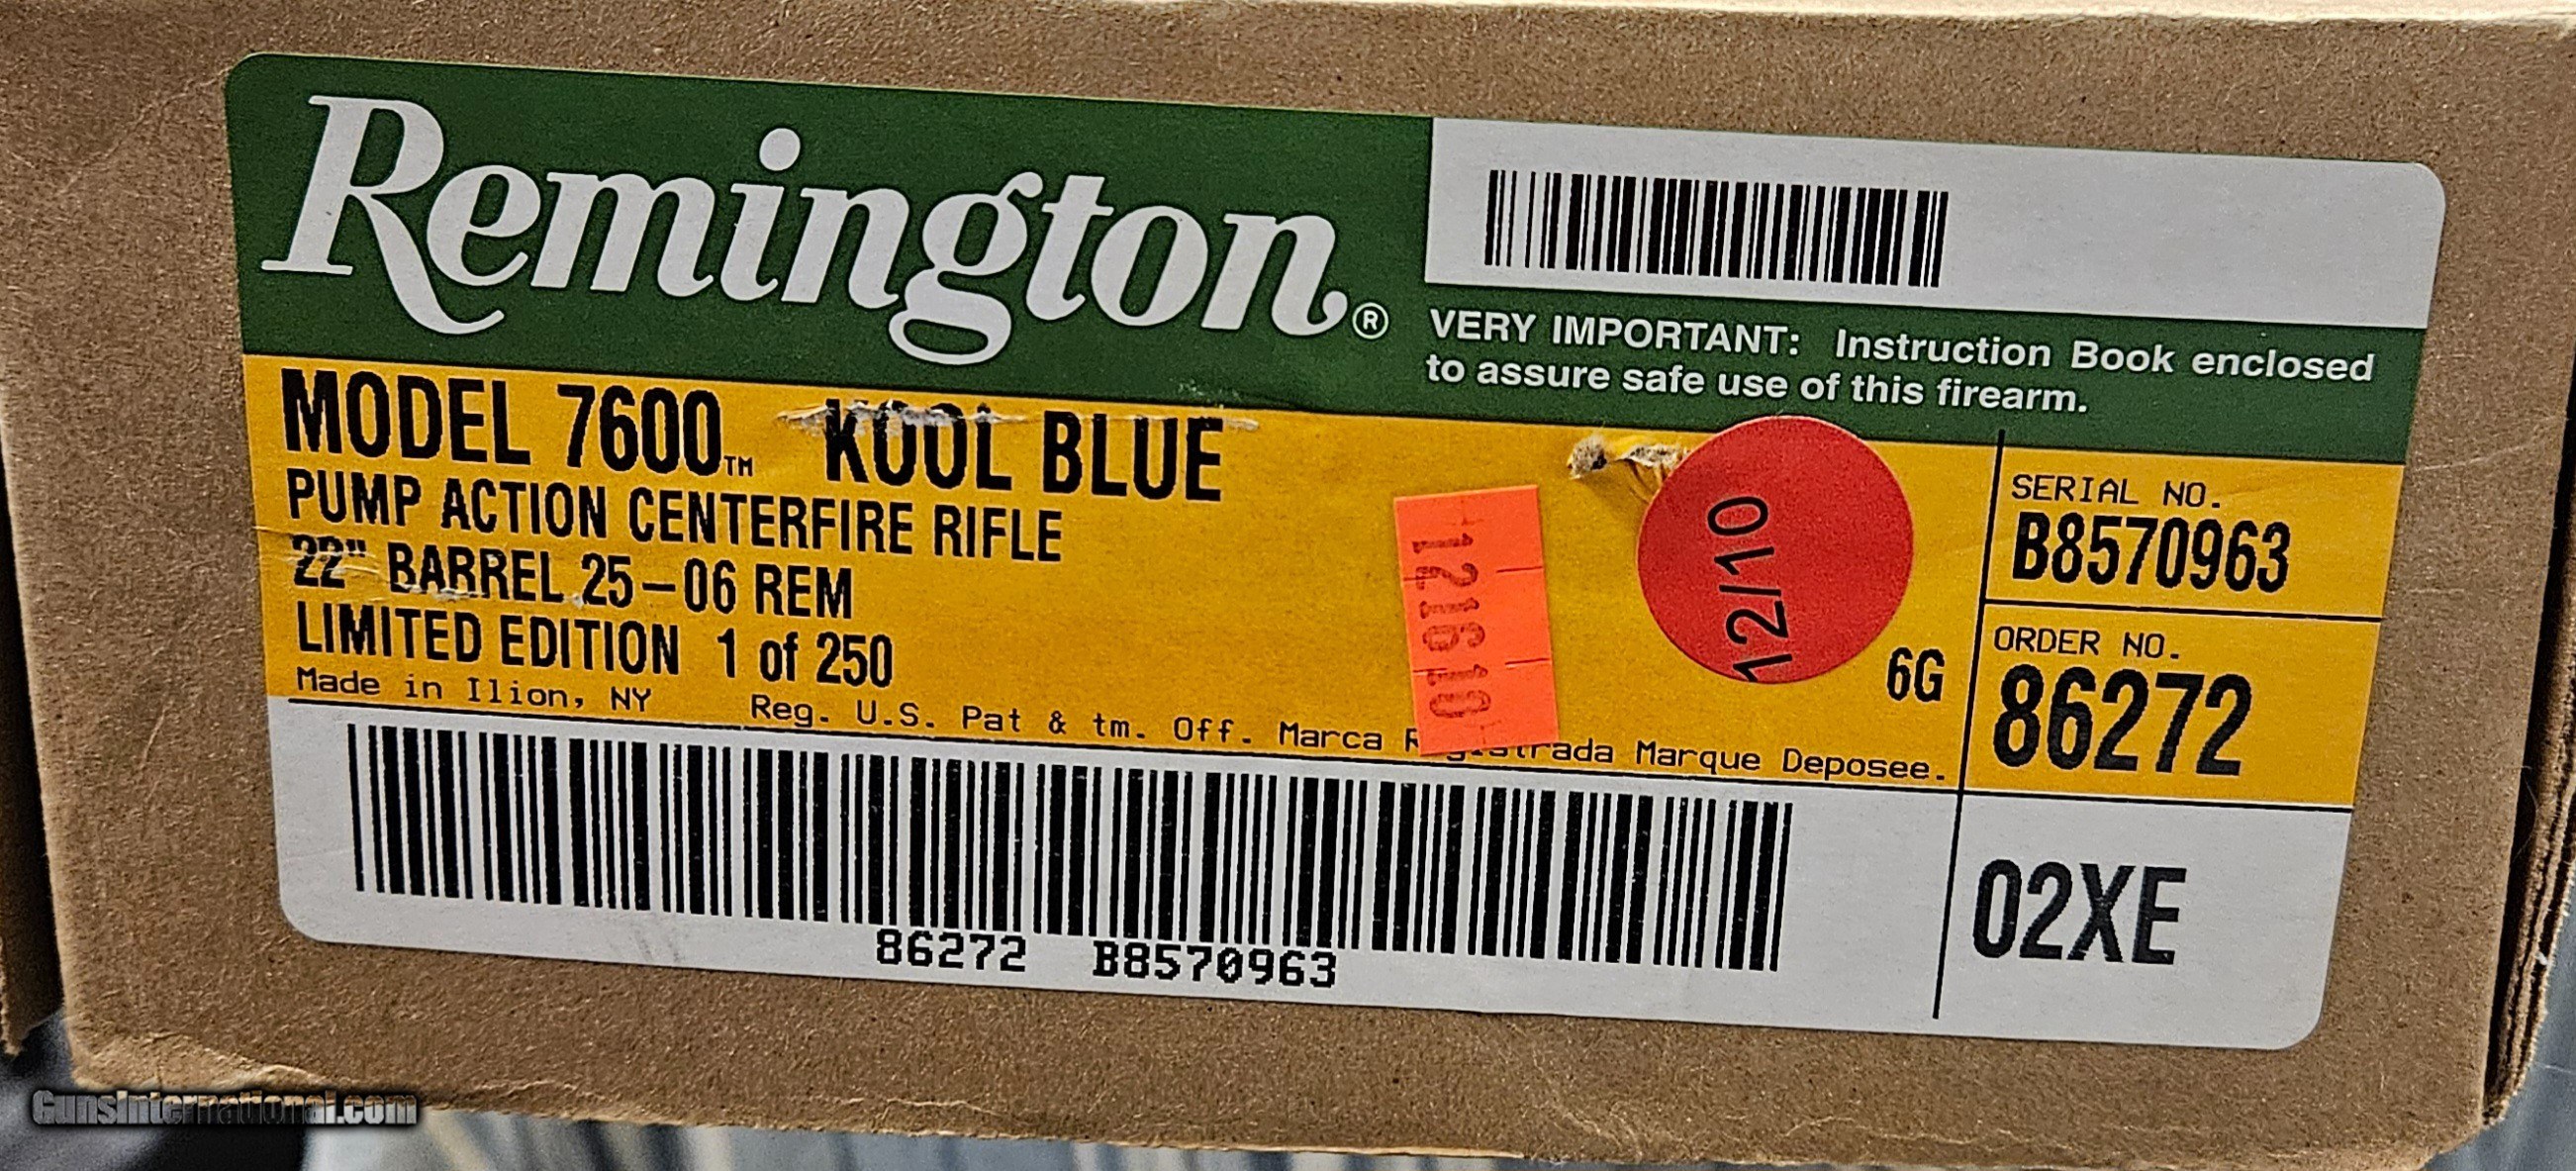 Remington®
VERY IMPORTANT: Instruction Book enclosed
to assure safe use of this firearm.
MODEL 7600™ KOOL BLUE
PUMP ACTION CENTERFIRE RIFLE
22" BARREL .25-06 REM
LIMITED EDITION 1 of 250
Made in Ilion, NY Reg. U.S. Pat & tm. Off. Marca Registrada Marque Deposee.
121610
12/10
6G
SERIAL NO.
B8570963
ORDER NO.
86272
02XE
86272 B8570963
GunsInternational.com